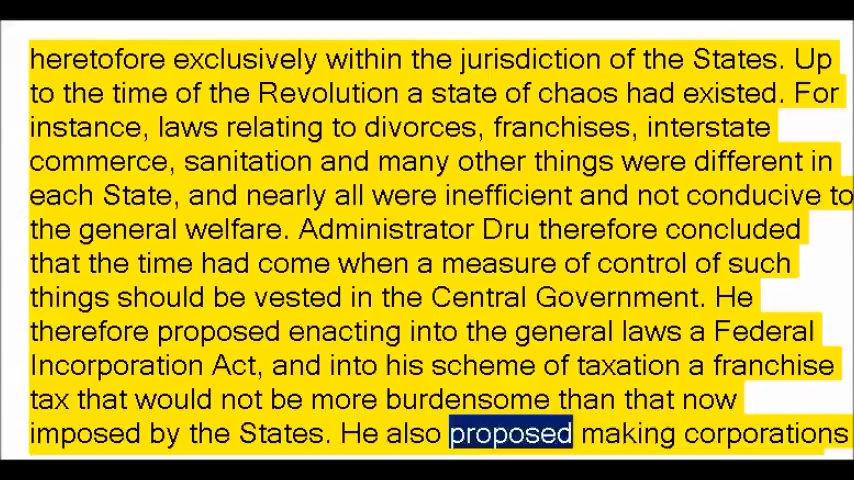 heretofore exclusively within the jurisdiction of the States. Up
to the time of the Revolution a state of chaos had existed. For
instance, laws relating to divorces, franchises, interstate
commerce, sanitation and many other things were different in
each State, and nearly all were inefficient and not conducive to
the general welfare. Administrator Dru therefore concluded
that the time had come when a measure of control of such
things should be vested in the Central Government. He
therefore proposed enacting into the general laws a Federal
Incorporation Act, and into his scheme of taxation a franchise
tax that would not be more burdensome than that now
imposed by the States. He also proposed making corporations